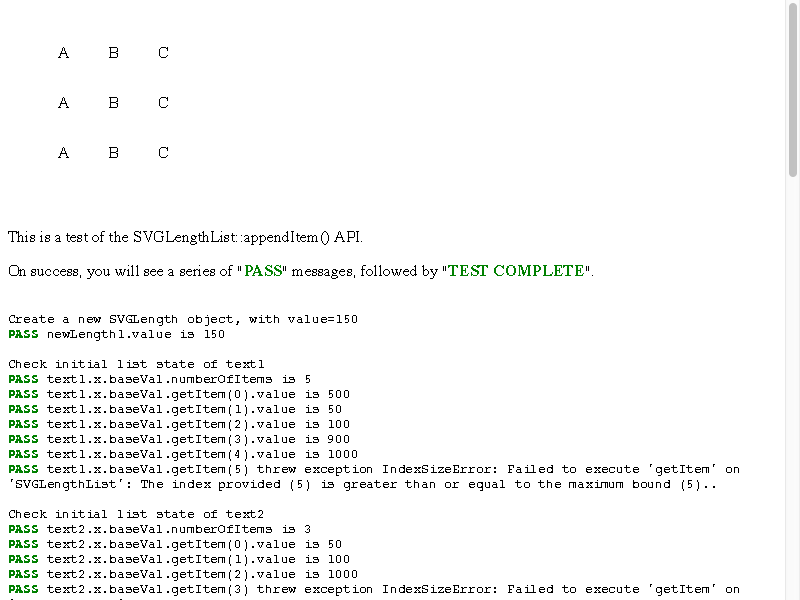 A B C
A B C
A B C
This is a test of the SVGLengthList::appendItem() API.
On success, you will see a series of "PASS" messages, followed by "TEST COMPLETE".
Create a new SVGLength object, with value=150
PASS newLength1.value is 150
Check initial list state of text1
PASS text1.x.baseVal.numberOfItems is 5
PASS text1.x.baseVal.getItem(0).value is 500
PASS text1.x.baseVal.getItem(1).value is 50
PASS text1.x.baseVal.getItem(2).value is 100
PASS text1.x.baseVal.getItem(3).value is 900
PASS text1.x.baseVal.getItem(4).value is 1000
PASS text1.x.baseVal.getItem(5) threw exception IndexSizeError: Failed to execute 'getItem' on
'SVGLengthList': The index provided (5) is greater than or equal to the maximum bound (5)..
Check initial list state of text2
PASS text2.x.baseVal.numberOfItems is 3
PASS text2.x.baseVal.getItem(0).value is 50
PASS text2.x.baseVal.getItem(1).value is 100
PASS text2.x.baseVal.getItem(2).value is 1000
PASS text2.x.baseVal.getItem(3) threw exception IndexSizeError: Failed to execute 'getItem' on